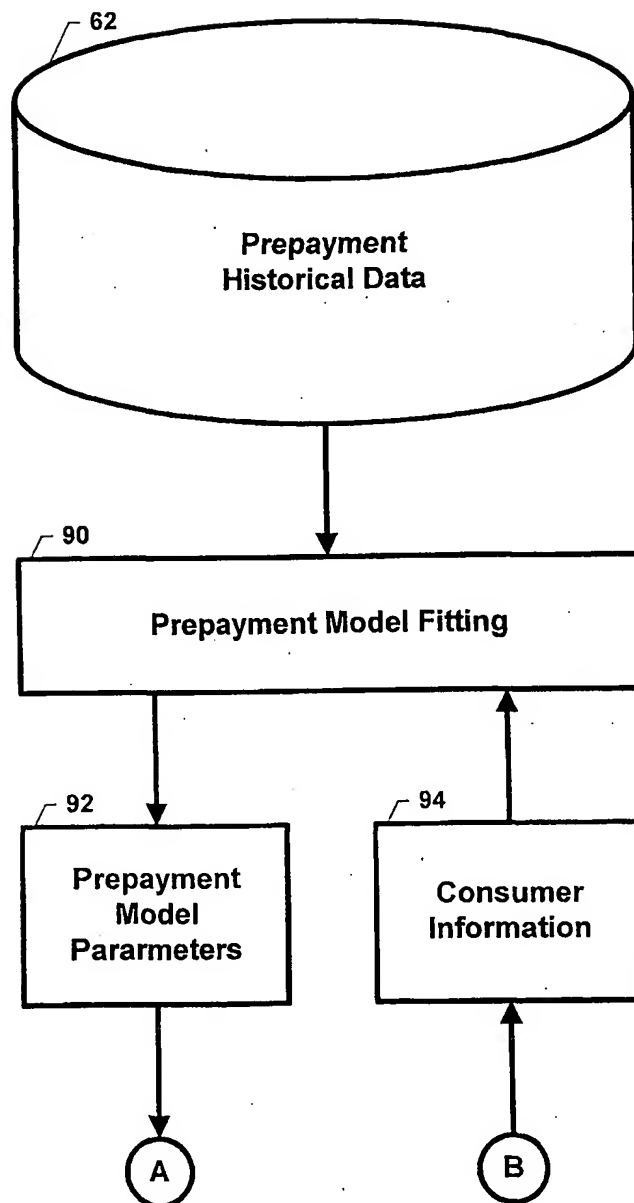 62
Prepayment
Historical Data
90
Prepayment Model Fitting
92
Prepayment
Model
Pararmeters
94
Consumer
Information
A
B